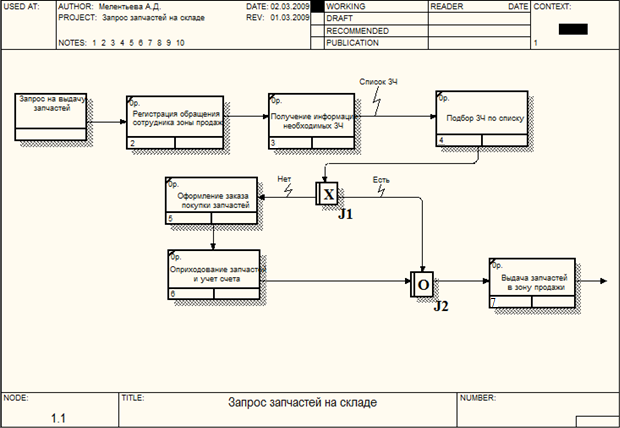 USED AT:
AUTHOR: Мелентьева А.Д.
DATE: 02.03.2009
WORKING
READER
DATE
CONTEXT:
PROJECT: Запрос запчастей на складе
REV: 01.03.2009
DRAFT
RECOMMENDED
NOTES: 1 2 3 4 5 6 7 8 9 10
PUBLICATION
1
Список ЗЧ
Запрос на выдачу
запчастей
0р.
Регистрация обращения
сотрудника зоны продаж
2
0р.
Получение информаци
необходимых ЗЧ
3
0р.
Подбор ЗЧ по списку
4
Нет
X
Есть
J1
0р.
Оформление заказа
покупки запчастей
5
0р.
Оприходование запчастей
и учет счета
6
O
J2
0р.
Выдача запчастей
в зону продажи
7
NODE:
1.1
TITLE:
Запрос запчастей на складе
NUMBER: